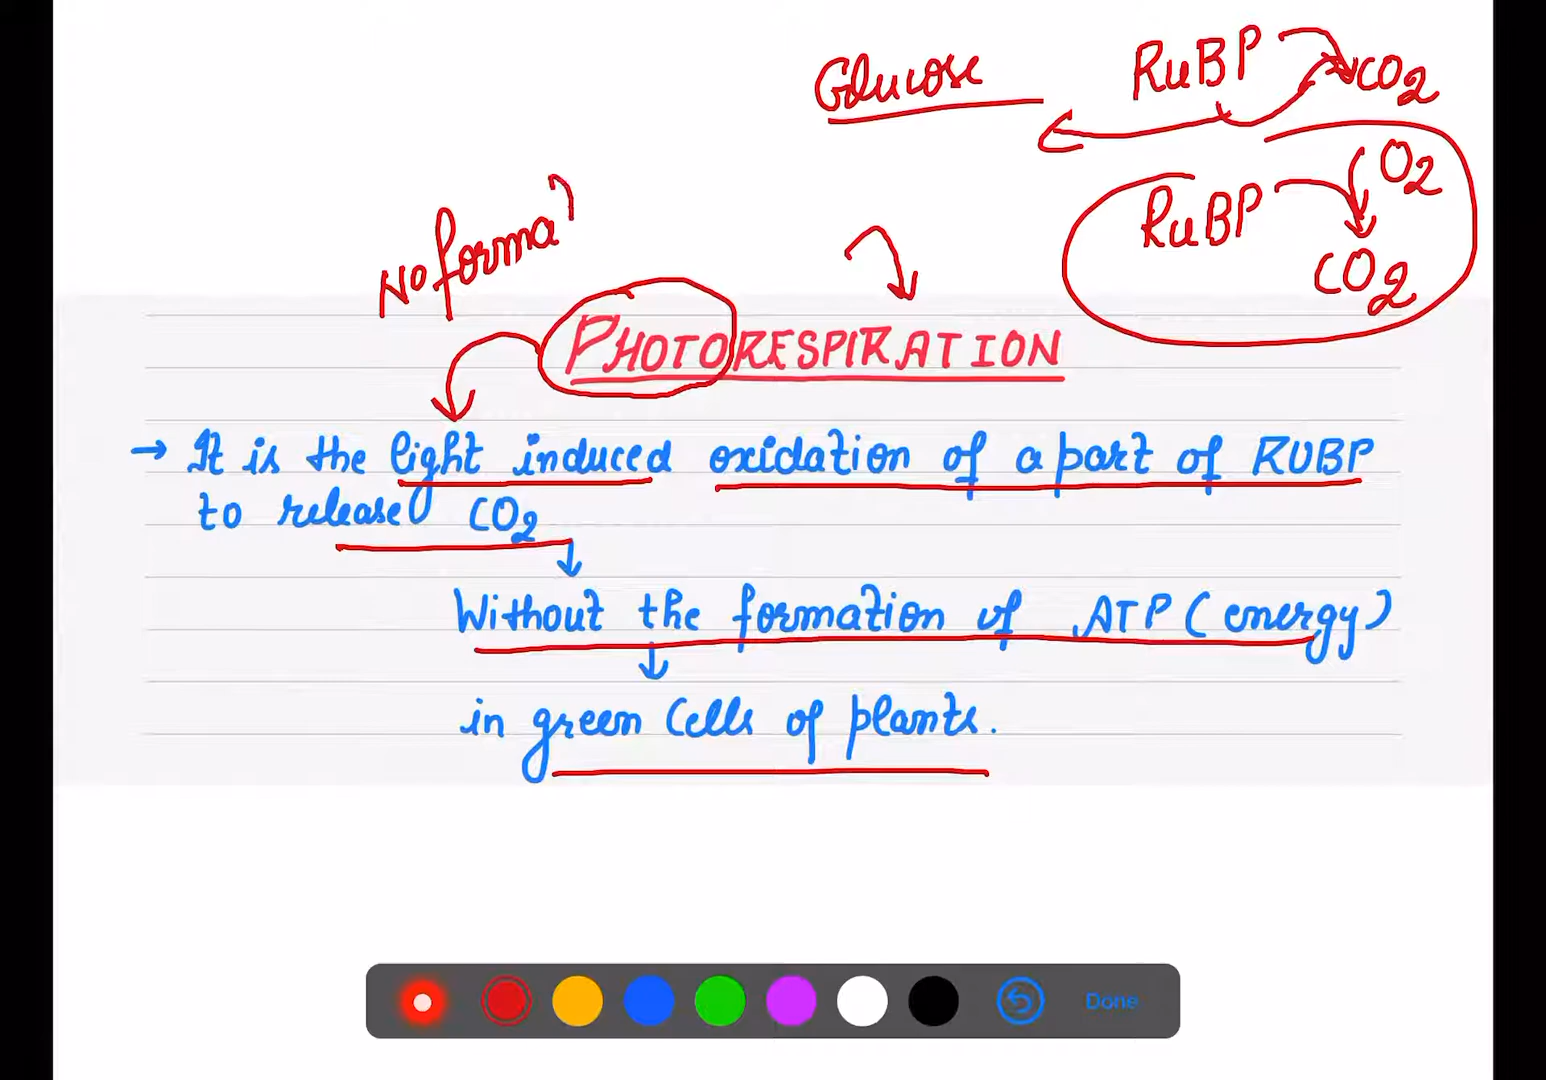 Glucose RuBP CO2
O2
RuBP
CO2
No forma
PHOTORESPIRATION
→ It is the light induced oxidation of a part of RUBP
to release CO2
Without the formation of ATP (energy)
in green cells of plants.
Done